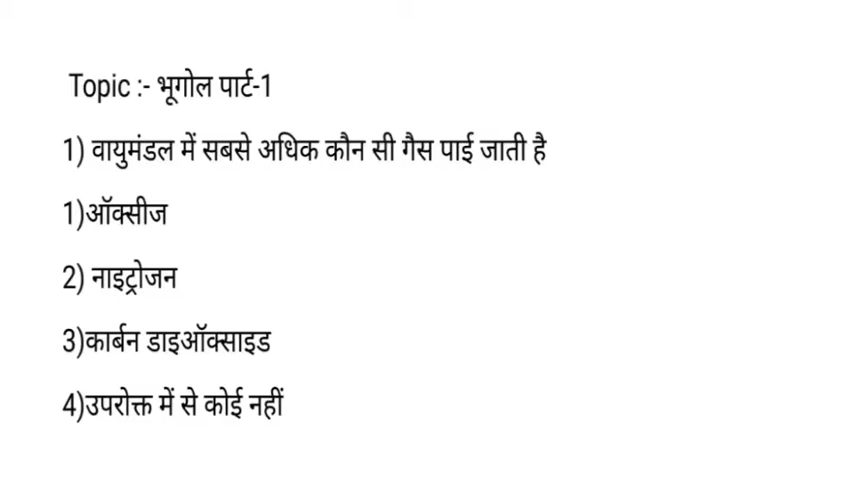 Topic :- भूगोल पार्ट-1
1) वायुमंडल में सबसे अधिक कौन सी गैस पाई जाती है
1)ऑक्सीज
2) नाइट्रोजन
3)कार्बन डाइऑक्साइड
4)उपरोक्त में से कोई नहीं